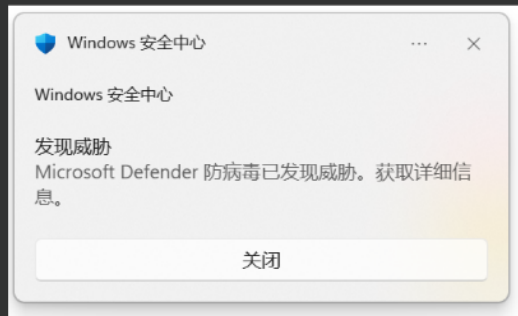 Windows 安全中心
Windows 安全中心
发现威胁
Microsoft Defender 防病毒已发现威胁。获取详细信
息。
关闭